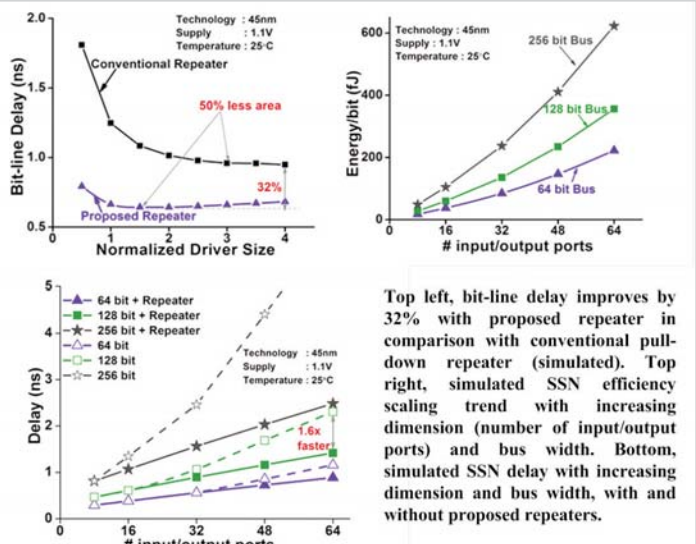 2.0
1.5
1.0
0.5
0
1
2
3
4
Bit-line Delay (ns)
Normalized Driver Size
Technology : 45nm
Supply : 1.1V
Temperature : 25°C
Conventional Repeater
50% less area
32%
Proposed Repeater
600
400
200
0
0
16
32
48
64
Energy/bit (fJ)
# input/output ports
Technology : 45nm
Supply : 1.1V
Temperature : 25°C
256 bit Bus
128 bit Bus
64 bit Bus
5
4
3
2
1
0
0
16
32
48
64
Delay (ns)
# input/output ports
64 bit + Repeater
128 bit + Repeater
256 bit + Repeater
64 bit
128 bit
256 bit
Technology : 45nm
Supply : 1.1V
Temperature : 25°C
1.6x
faster
Top left, bit-line delay improves by
32% with proposed repeater in
comparison with conventional pull-
down repeater (simulated). Top
right, simulated SSN efficiency
scaling trend with increasing
dimension (number of input/output
ports) and bus width. Bottom,
simulated SSN delay with increasing
dimension and bus width, with and
without proposed repeaters.